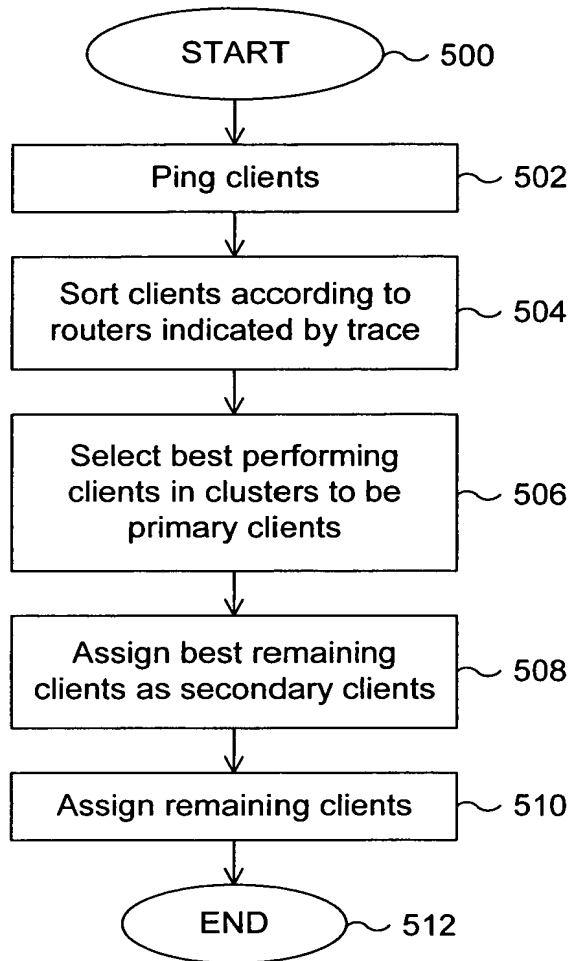 START 500
Ping clients 502
Sort clients according to
routers indicated by trace 504
Select best performing
clients in clusters to be 506
primary clients
Assign best remaining
clients as secondary clients 508
Assign remaining clients 510
END 512